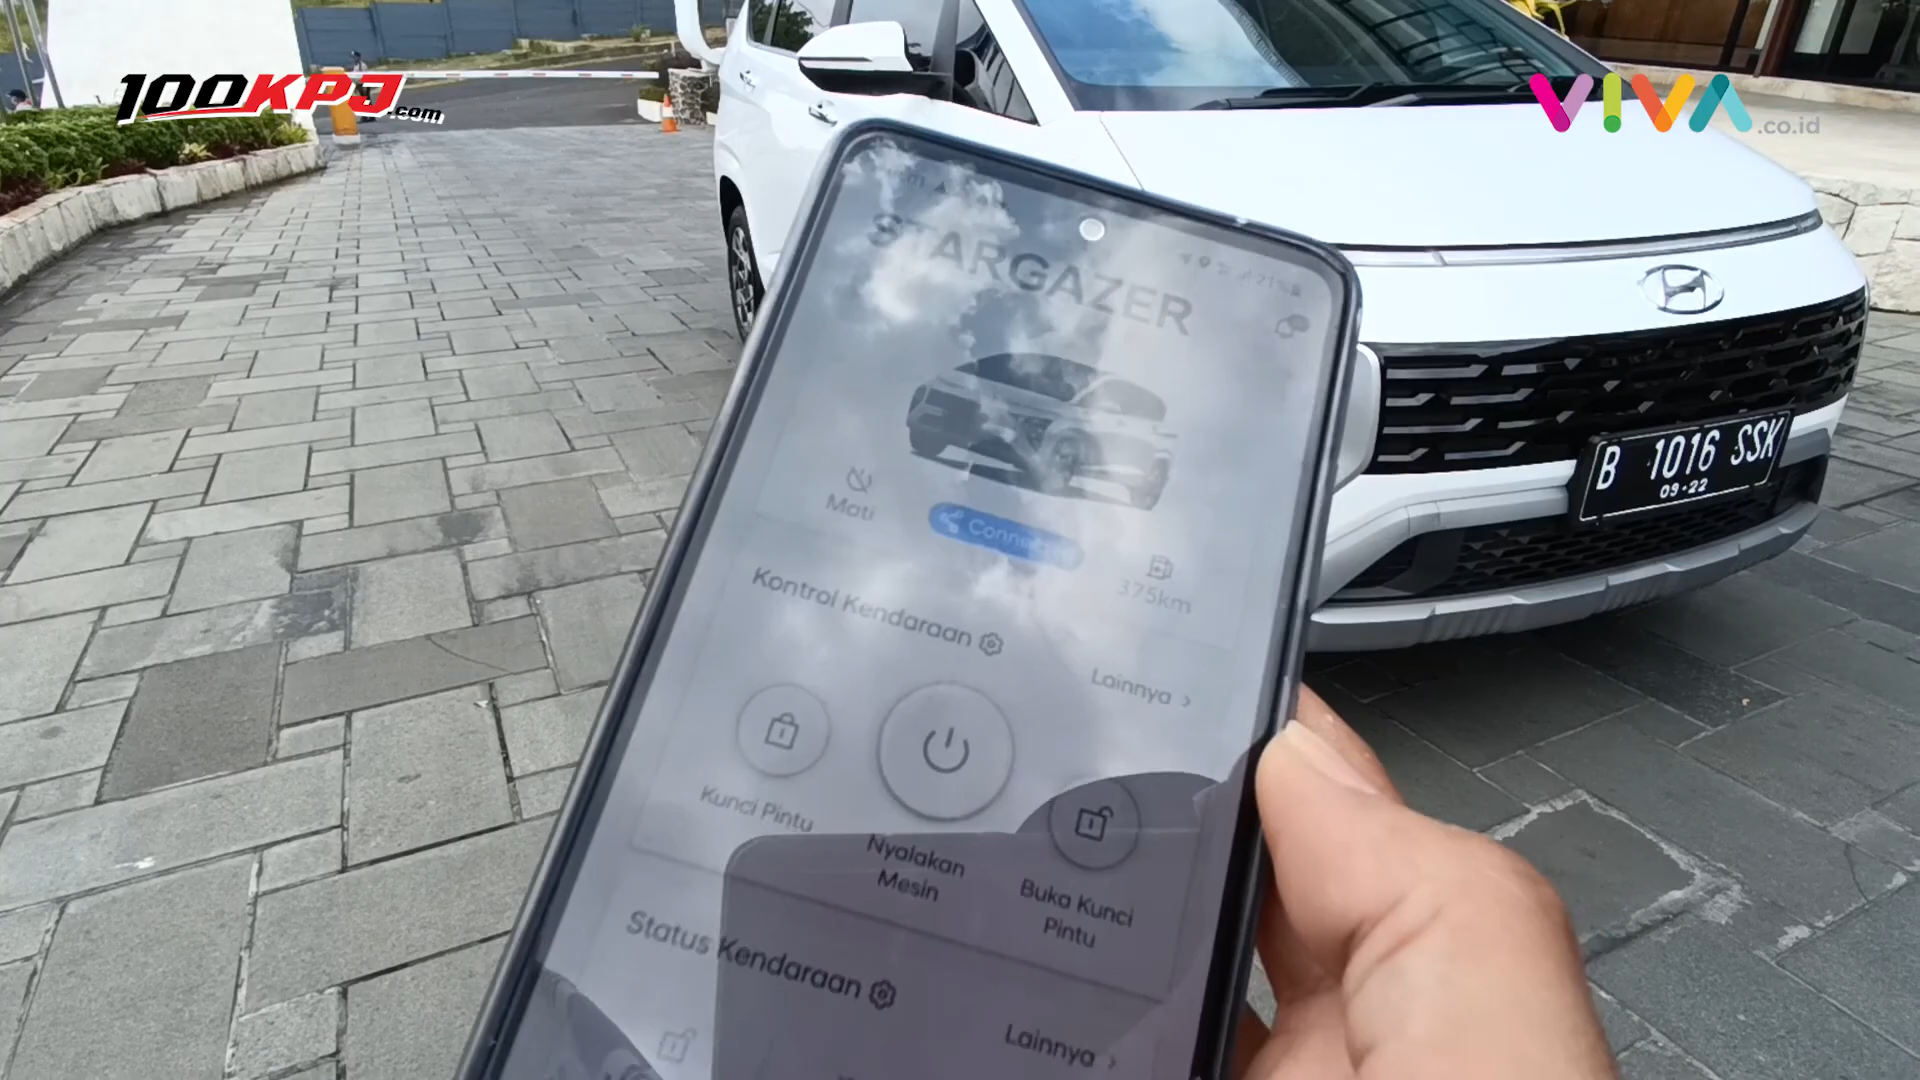 100KPJ.com
VIVA.co.id
STARGAZER
Mati
375km
Kontrol Kendaraan
Lainnya >
Kunci Pintu
Nyalakan
Mesin
Buka Kunci
Pintu
Status Kendaraan
Lainnya >
B 1016 SSK
09-22